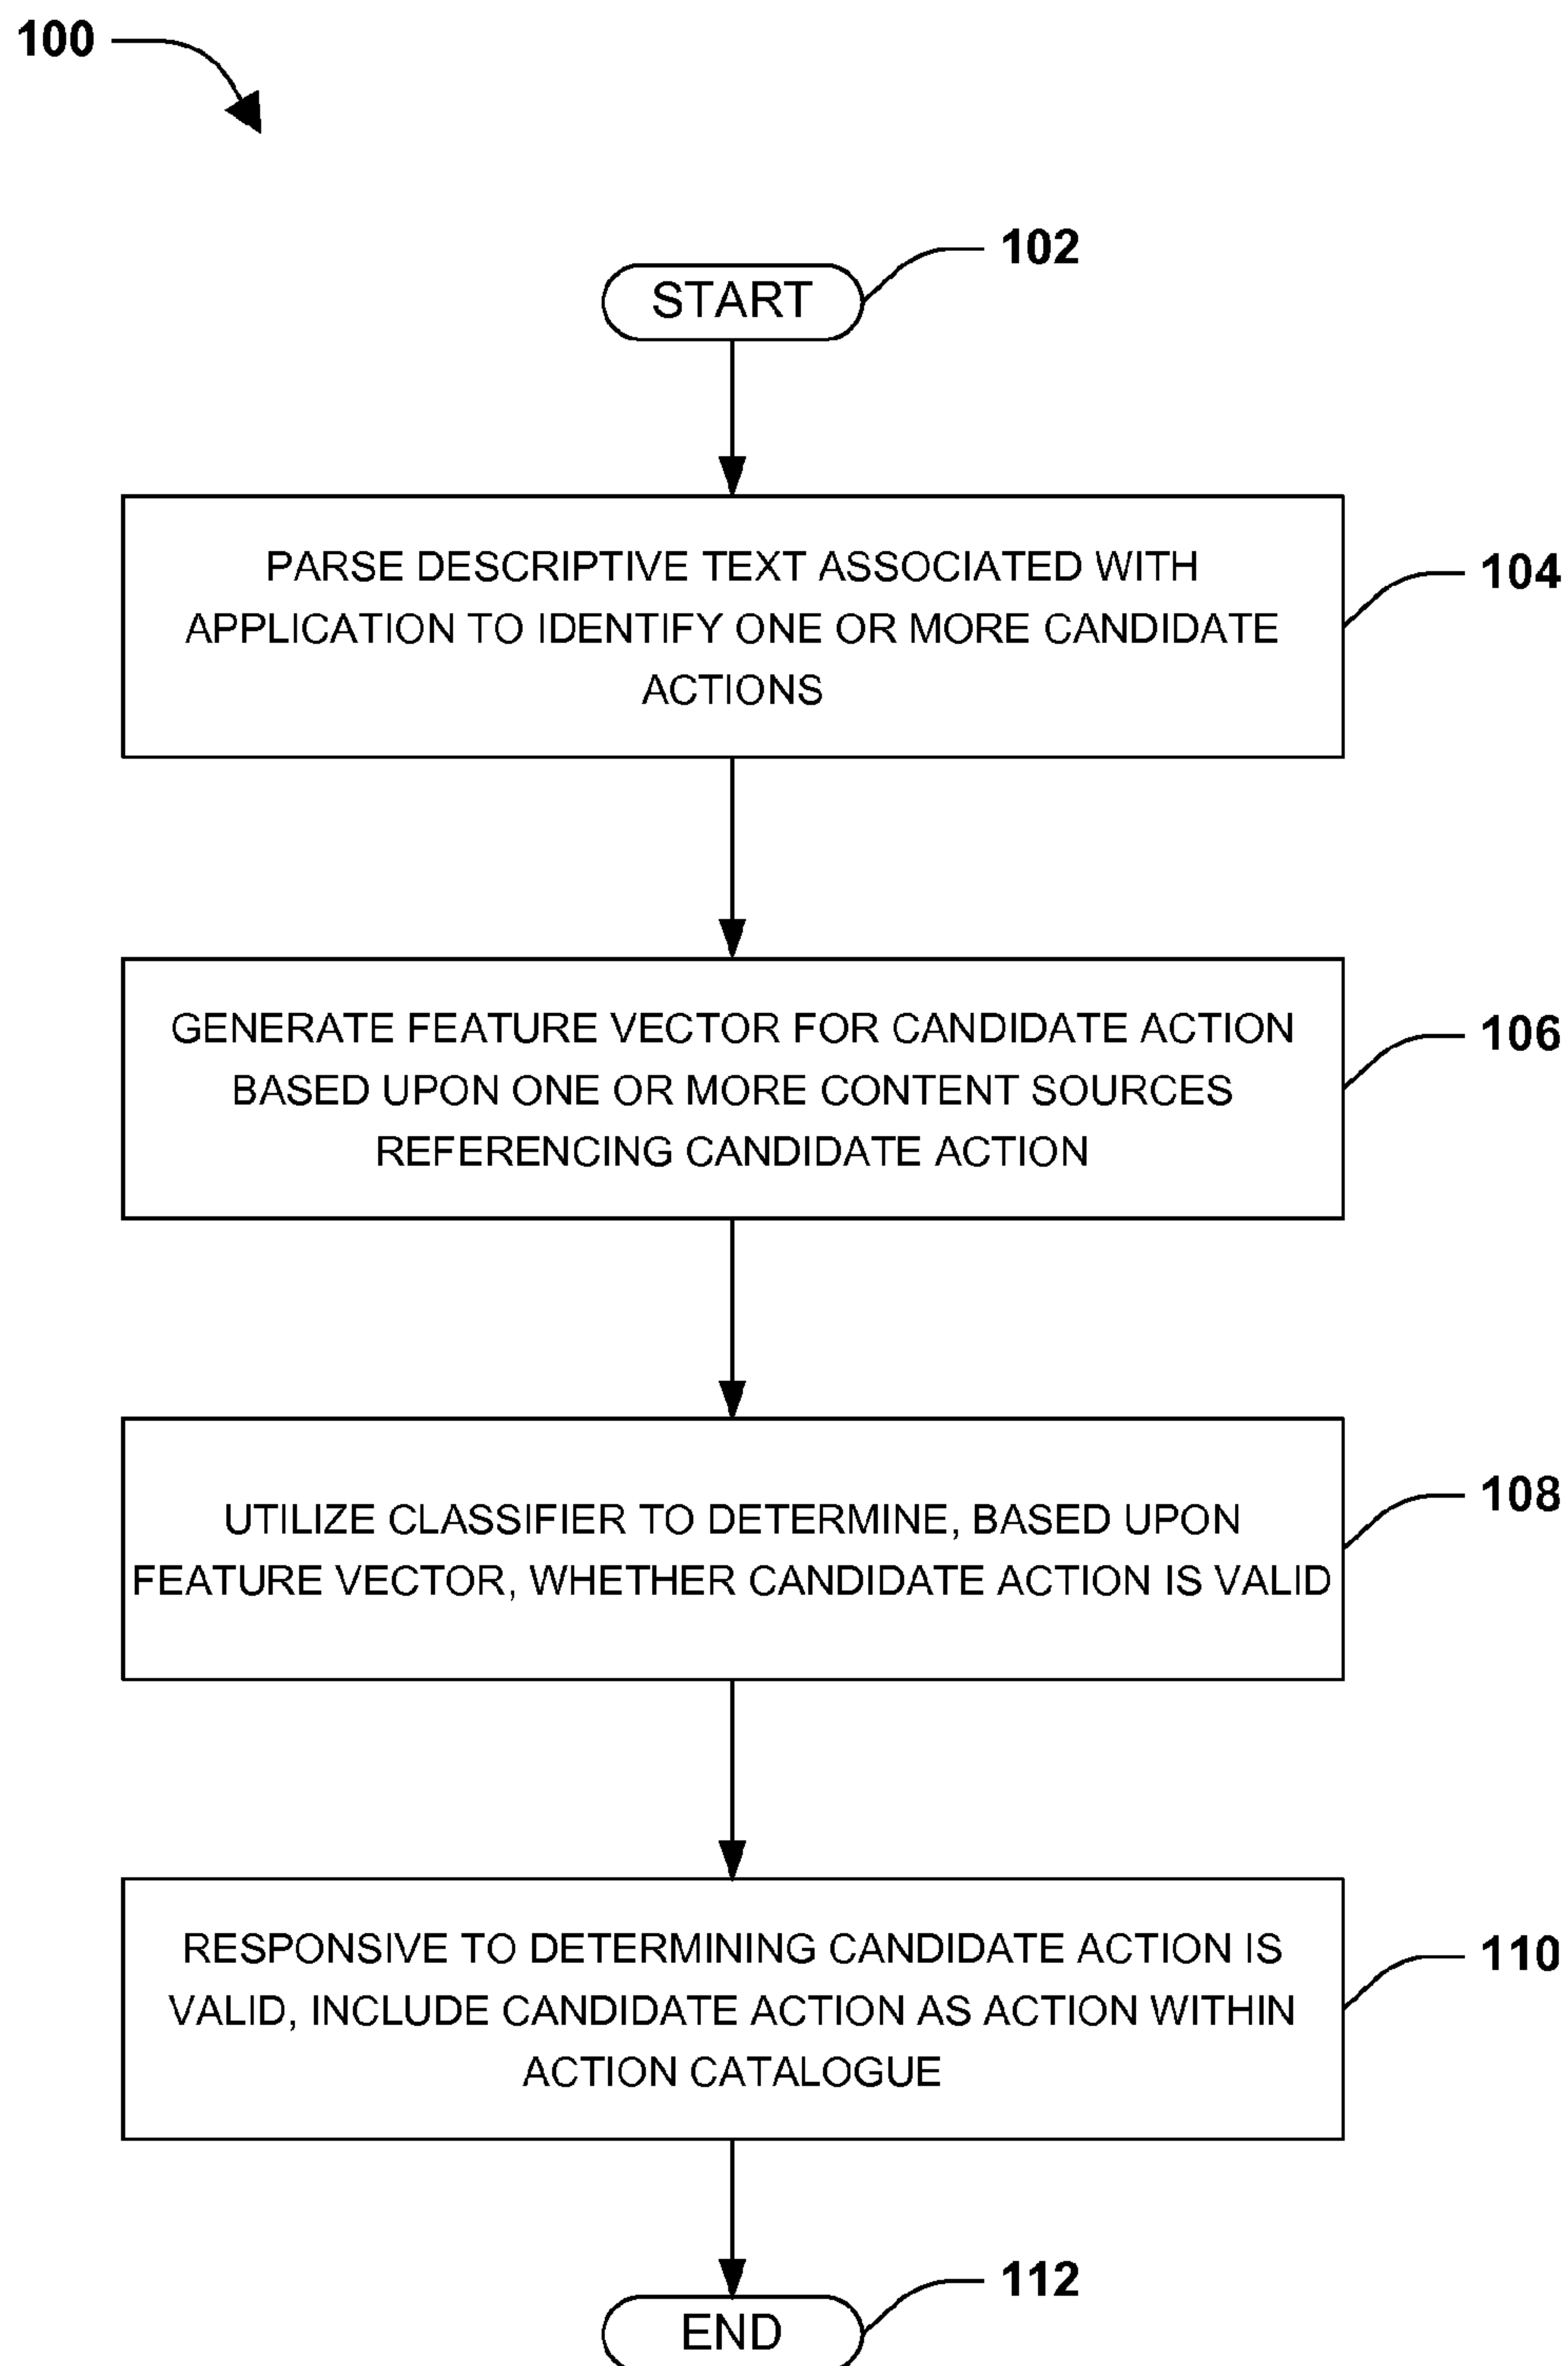 100
102
START
PARSE DESCRIPTIVE TEXT ASSOCIATED WITH
APPLICATION TO IDENTIFY ONE OR MORE CANDIDATE
ACTIONS
104
GENERATE FEATURE VECTOR FOR CANDIDATE ACTION
BASED UPON ONE OR MORE CONTENT SOURCES
REFERENCING CANDIDATE ACTION
106
UTILIZE CLASSIFIER TO DETERMINE, BASED UPON
FEATURE VECTOR, WHETHER CANDIDATE ACTION IS VALID
108
RESPONSIVE TO DETERMINING CANDIDATE ACTION IS
VALID, INCLUDE CANDIDATE ACTION AS ACTION WITHIN
ACTION CATALOGUE
110
112
END